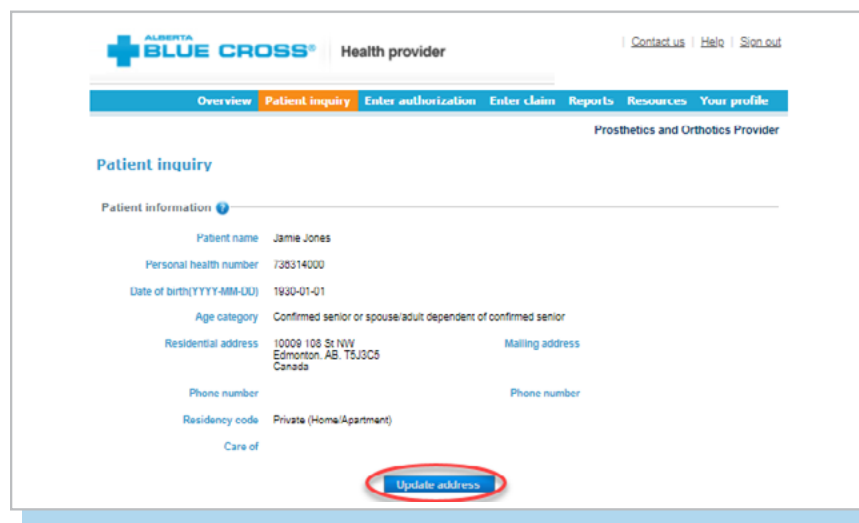 ALBERTA
BLUE CROSS® Health provider
Contact us | Help | Sign out
Overview Patient inquiry Enter authorization Enter claim Reports Resources Your profile
Prosthetics and Orthotics Provider
Patient inquiry
Patient information ?
Patient name Jamie Jones
Personal health number 736314000
Date of birth(YYYY-MM-DD) 1930-01-01
Age category Confirmed senior or spouse/adult dependent of confirmed senior
Residential address 10009 108 St NW Mailing address
Edmonton. AB. T5J3C5
Canada
Phone number Phone number
Residency code Private (Home/Apartment)
Care of
Update address